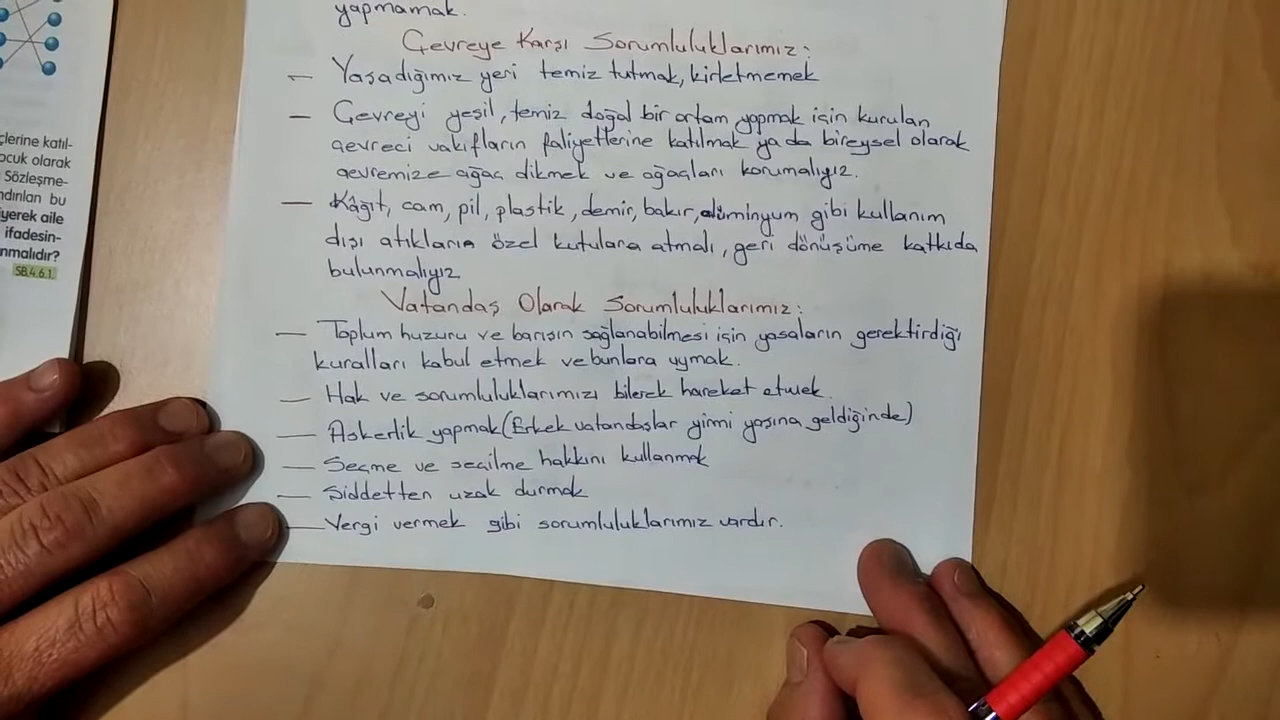 yapmamak.
Çevreye Karşı Sorumluluklarımız:
— Yaşadığımız yeri temiz tutmak, kirletmemek
— Çevreyi yeşil, temiz doğal bir ortam yapmak için kurulan
çevreci vakıfların faliyetlerine katılmak ya da bireysel olarak
çevremize ağaç dikmek ve ağaçları korumalıyız.
— Kâğıt, cam, pil, plastik, demir, bakır, alüminyum gibi kullanım
dışı atıkların özel kutulara atmalı, geri dönüşüme katkıda
bulunmalıyız
Vatandaş Olarak Sorumluluklarımız:
— Toplum huzuru ve barışın sağlanabilmesi için yasaların gerektirdiği
kuralları kabul etmek ve bunlara uymak.
— Hak ve sorumluluklarımızı bilerek hareket etmek.
— Askerlik yapmak (Erkek vatandaşlar yirmi yaşına geldiğinde)
— Seçme ve seçilme hakkını kullanmak
— Şiddetten uzak durmak
— Vergi vermek gibi sorumluluklarımız vardır.
çlerine katıl-
ocuk olarak
Sözleşme-
ndırılan bu
iyerek aile
ifadesin-
nmalıdır?
SB.4.6.1.